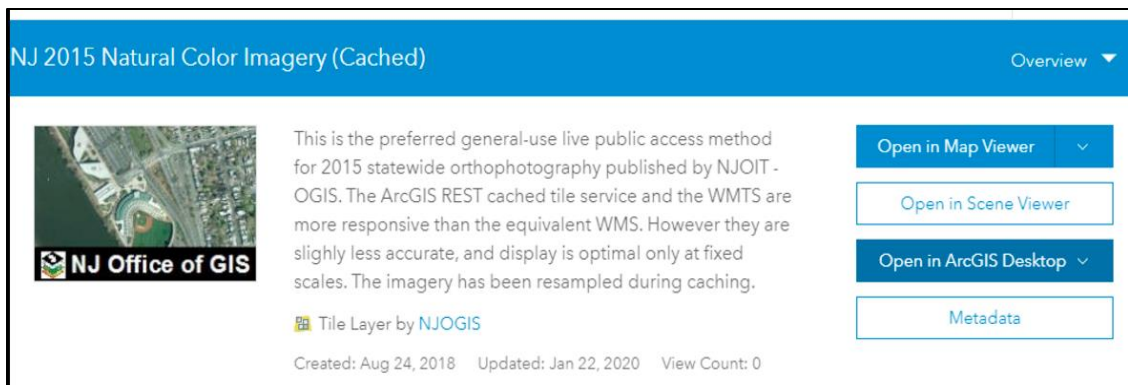 NJ 2015 Natural Color Imagery (Cached)
Overview
NJ Office of GIS
This is the preferred general-use live public access method
for 2015 statewide orthophotography published by NJOIT -
OGIS. The ArcGIS REST cached tile service and the WMTS are
more responsive than the equivalent WMS. However they are
slighly less accurate, and display is optimal only at fixed
scales. The imagery has been resampled during caching.
Tile Layer by NJOGIS
Created: Aug 24, 2018 Updated: Jan 22, 2020 View Count: 0
Open in Map Viewer
Open in Scene Viewer
Open in ArcGIS Desktop
Metadata